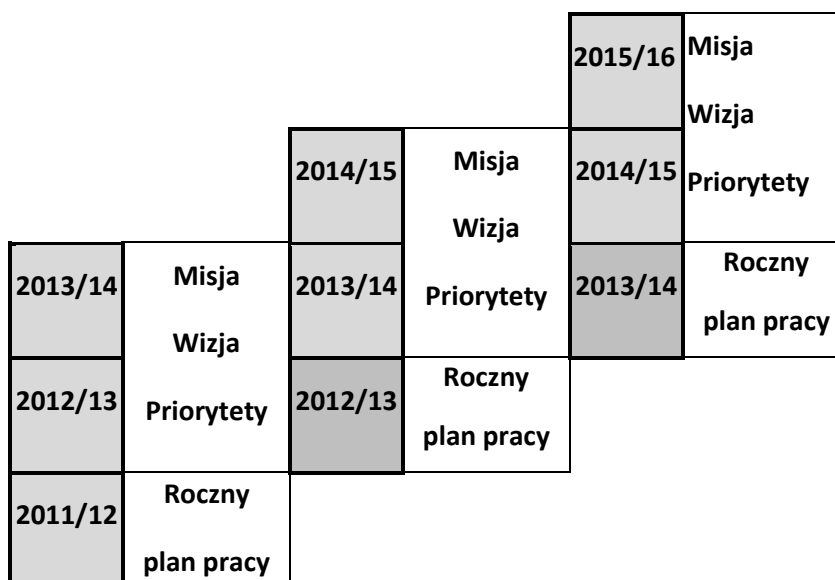 2015/16
Misja
Wizja
2014/15
Priorytety
2013/14
Roczny
plan pracy
2014/15
Misja
Wizja
2013/14
Priorytety
2012/13
Roczny
plan pracy
2013/14
Misja
Wizja
2012/13
Priorytety
2011/12
Roczny
plan pracy